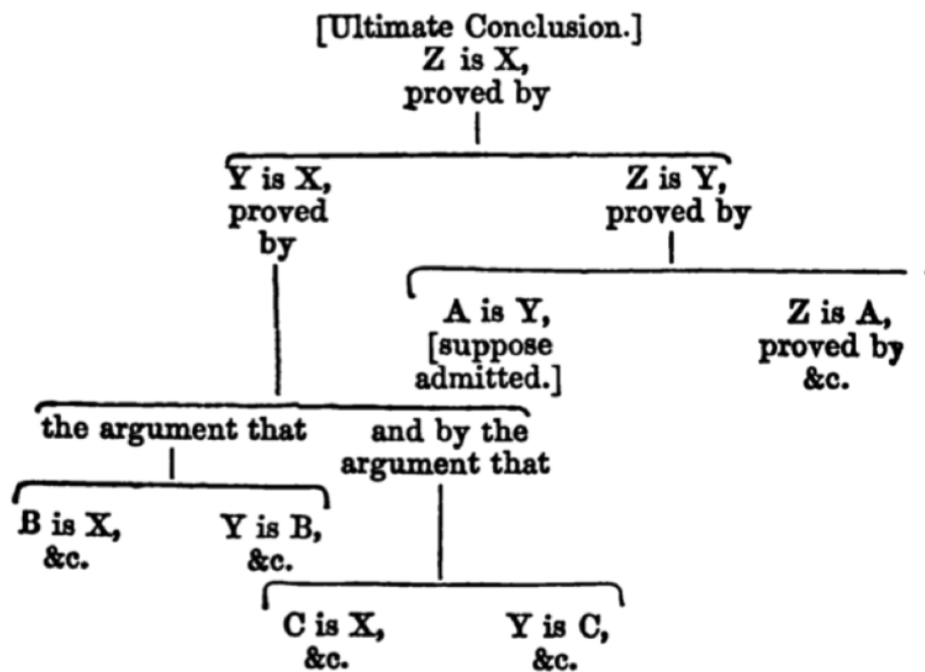 [Ultimate Conclusion.]
Z is X,
proved by
Y is X,
proved
by
Z is Y,
proved by
A is Y,
[suppose
admitted.]
Z is A,
proved by
&c.
the argument that
and by the
argument that
B is X,
&c.
Y is B,
&c.
C is X,
&c.
Y is C,
&c.